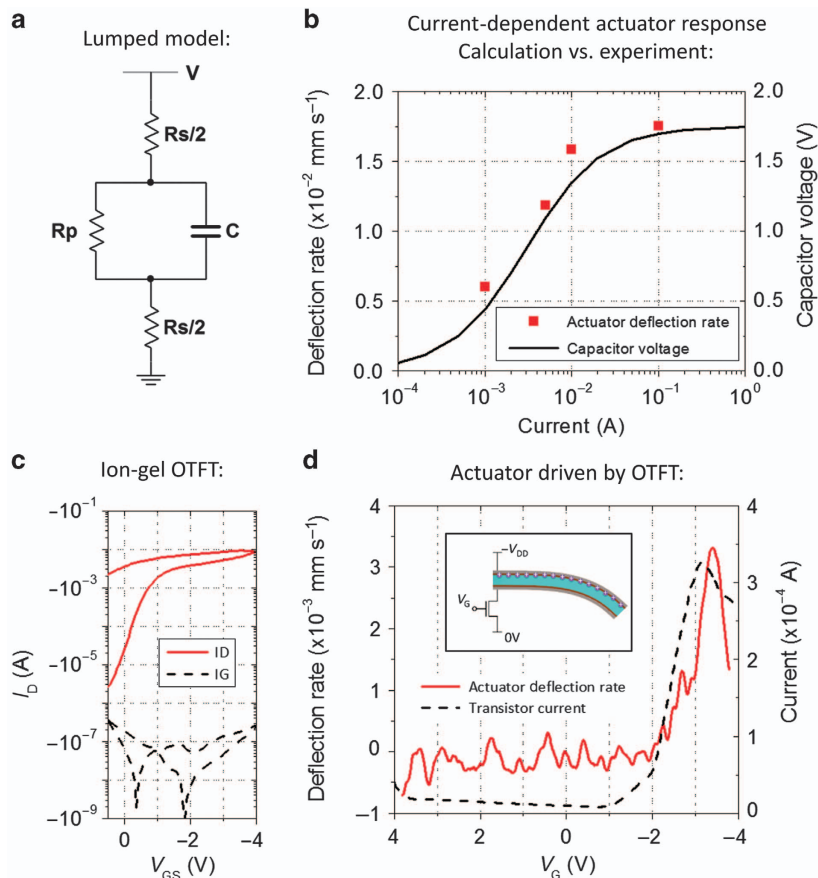 a
Lumped model:
V
Rs/2
Rp
C
Rs/2
b
Current-dependent actuator response
Calculation vs. experiment:
Deflection rate (x10⁻² mm s⁻¹)
2.0
1.5
1.0
0.5
0.0
10⁻⁴
10⁻³
10⁻²
10⁻¹
10⁰
Current (A)
2.0
1.5
1.0
0.5
0.0
Capacitor voltage (V)
Actuator deflection rate
Capacitor voltage
c
Ion-gel OTFT:
I_D (A)
−10⁻¹
−10⁻³
−10⁻⁵
−10⁻⁷
−10⁻⁹
0
−2
−4
V_GS (V)
ID
IG
d
Actuator driven by OTFT:
Deflection rate (x10⁻³ mm s⁻¹)
4
3
2
1
0
−1
4
2
0
−2
−4
V_G (V)
4
3
2
1
0
Current (x10⁻⁴ A)
−V_DD
V_G
0V
Actuator deflection rate
Transistor current